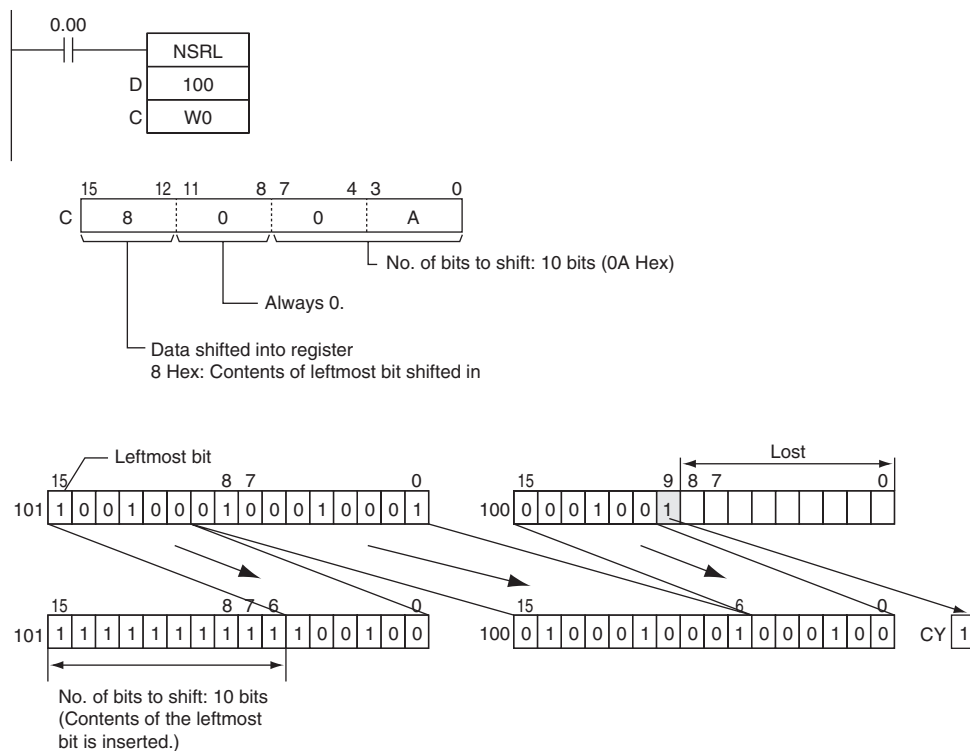 0.00
NSRL
D 100
C W0
15 12 11 8 7 4 3 0
C 8 0 0 A
No. of bits to shift: 10 bits (0A Hex)
Always 0.
Data shifted into register
8 Hex: Contents of leftmost bit shifted in
Leftmost bit
Lost
15 8 7 0 15 9 8 7 0
101 1 0 0 1 0 0 0 1 0 0 0 1 0 0 0 1 100 0 0 0 1 0 0 1
15 8 7 6 0 15 6 0
101 1 1 1 1 1 1 1 1 1 1 1 0 0 1 0 0 100 0 1 0 0 0 1 0 0 0 1 0 0 0 1 0 0 CY 1
No. of bits to shift: 10 bits
(Contents of the leftmost
bit is inserted.)